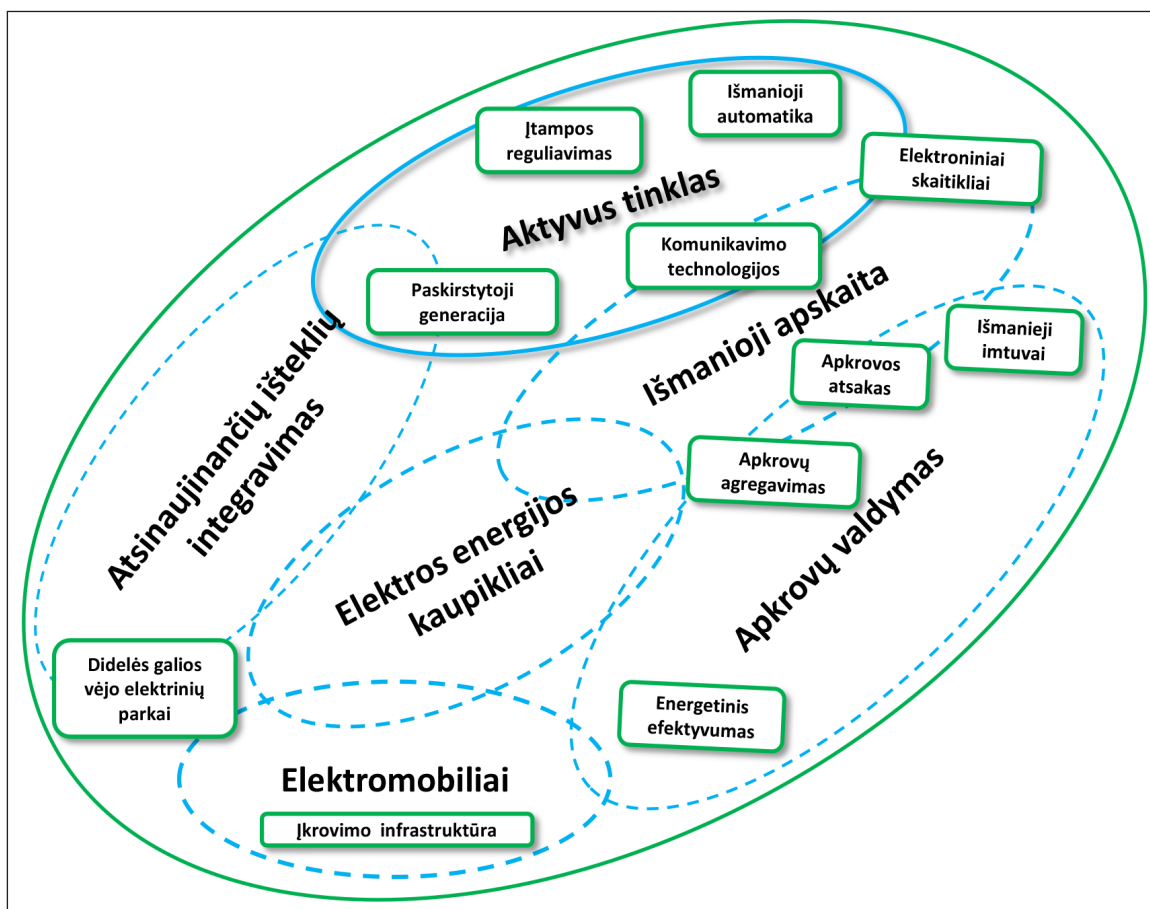 Išmanioji
automatika
Įtampos
reguliavimas
Elektroniniai
skaitikliai
Aktyvus tinklas
Komunikavimo
technologijos
Paskirstytoji
generacija
Išmanioji apskaita
Išmanieji
imtuvai
Apkrovos
atsakas
Atsinaujinančių išteklių
integravimas
Apkrovų
agregavimas
Elektros energijos
kaupikliai
Apkrovų valdymas
Didelės galios
vėjo elektrinių
parkai
Energetinis
efektyvumas
Elektromobiliai
Įkrovimo infrastruktūra